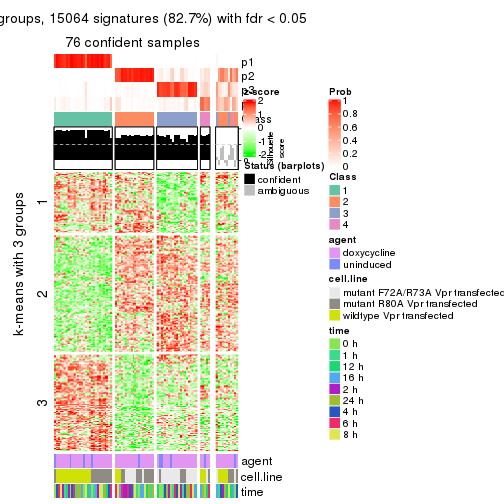 groups, 15064 signatures (82.7%) with fdr < 0.05
76 confident samples
p1
p2
z-score
2
1
0
-1
-2
silhouette
score
Status (barplots)
confident
ambiguous
Prob
1
0.8
0.6
0.4
0.2
0
Class
1
2
3
4
agent
doxycycline
uninduced
cell.line
mutant F72A/R73A Vpr transfected
mutant R80A Vpr transfected
wildtype Vpr transfected
time
0 h
1 h
12 h
16 h
2 h
24 h
4 h
6 h
8 h
k-means with 3 groups
1
2
3
agent
cell.line
time